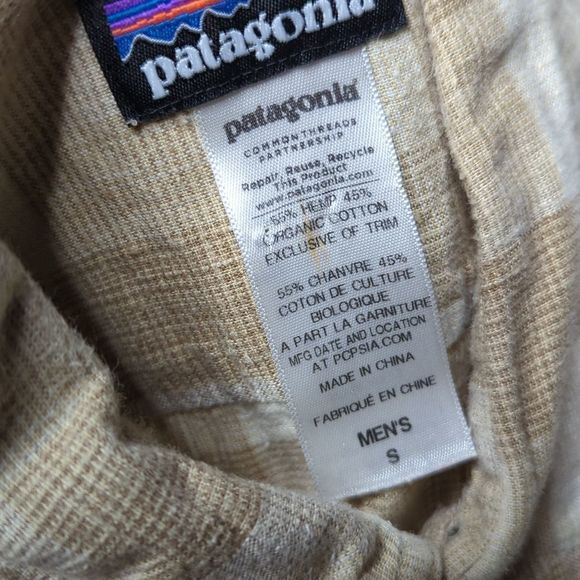 patagonia
patagonia
COMMONTHREADS
PARTNERSHIP
Repair, Reuse, Recycle
This Product
www.patagonia.com
55% HEMP 45%
ORGANIC COTTON
EXCLUSIVE OF TRIM
55% CHANVRE 45%
COTON DE CULTURE
BIOLOGIQUE
A PART LA GARNITURE
MFG DATE AND LOCATION
AT PCPSIA.COM
MADE IN CHINA
FABRIQUÉ EN CHINE
MEN'S
S